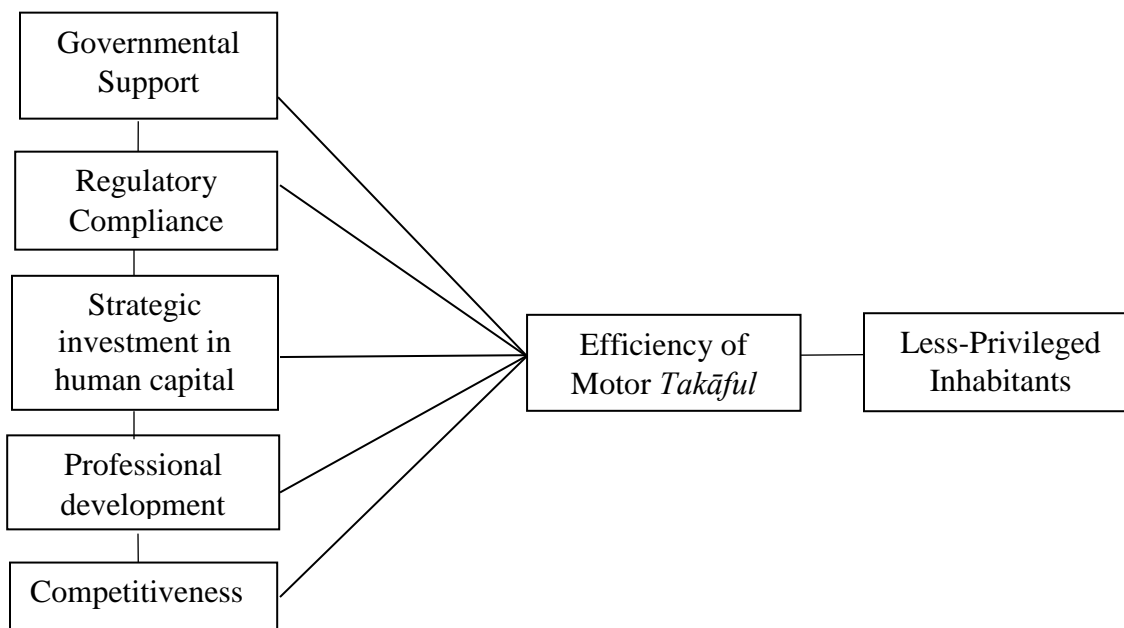 Governmental
Support
Regulatory
Compliance
Strategic
investment in
human capital
Professional
development
Competitiveness
Efficiency of
Motor Takāful
Less-Privileged
Inhabitants